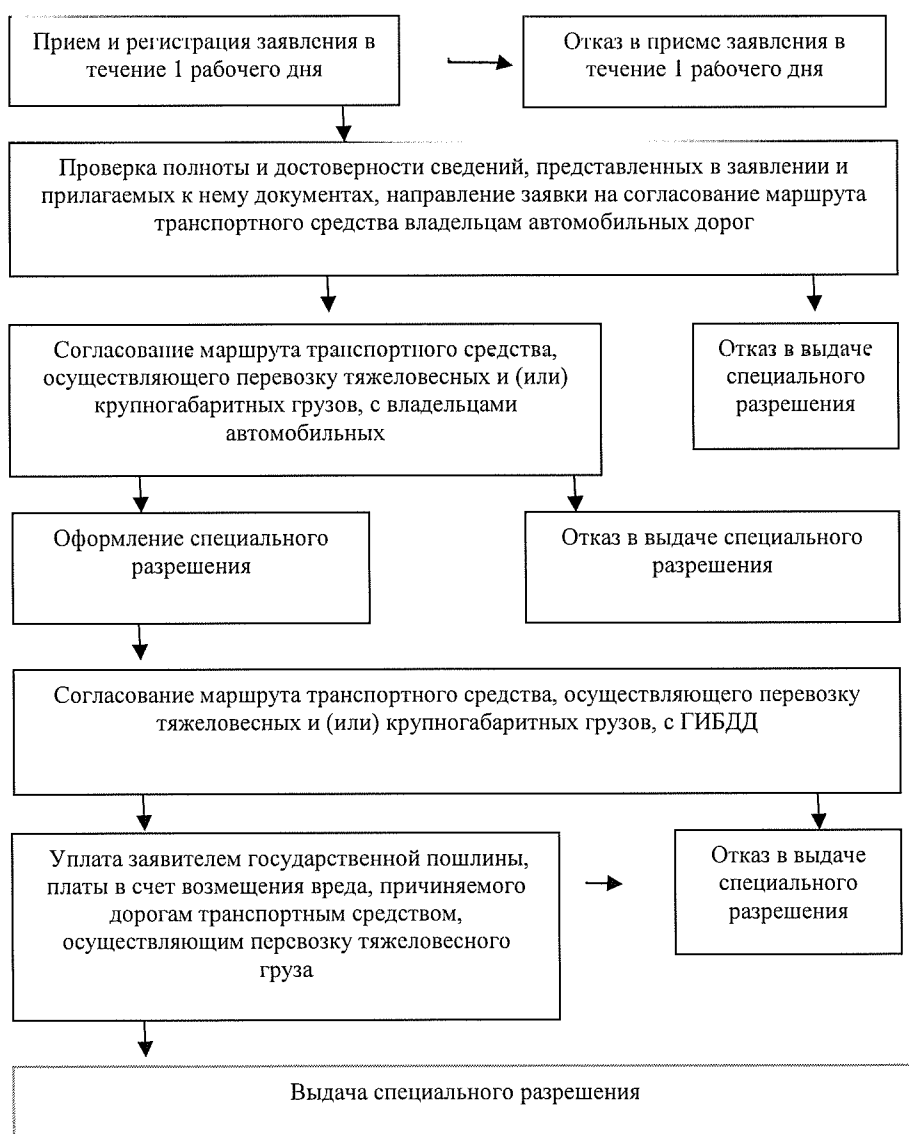 Прием и регистрация заявления в
течение 1 рабочего дня
Отказ в приеме заявления в
течение 1 рабочего дня
Проверка полноты и достоверности сведений, представленных в заявлении и
прилагаемых к нему документах, направление заявки на согласование маршрута
транспортного средства владельцам автомобильных дорог
Согласование маршрута транспортного средства,
осуществляющего перевозку тяжеловесных и (или)
крупногабаритных грузов, с владельцами
автомобильных
Отказ в выдаче
специального
разрешения
Оформление специального
разрешения
Отказ в выдаче специального
разрешения
Согласование маршрута транспортного средства, осуществляющего перевозку
тяжеловесных и (или) крупногабаритных грузов, с ГИБДД
Уплата заявителем государственной пошлины,
платы в счет возмещения вреда, причиняемого
дорогам транспортным средством,
осуществляющим перевозку тяжеловесного
груза
Отказ в выдаче
специального
разрешения
Выдача специального разрешения